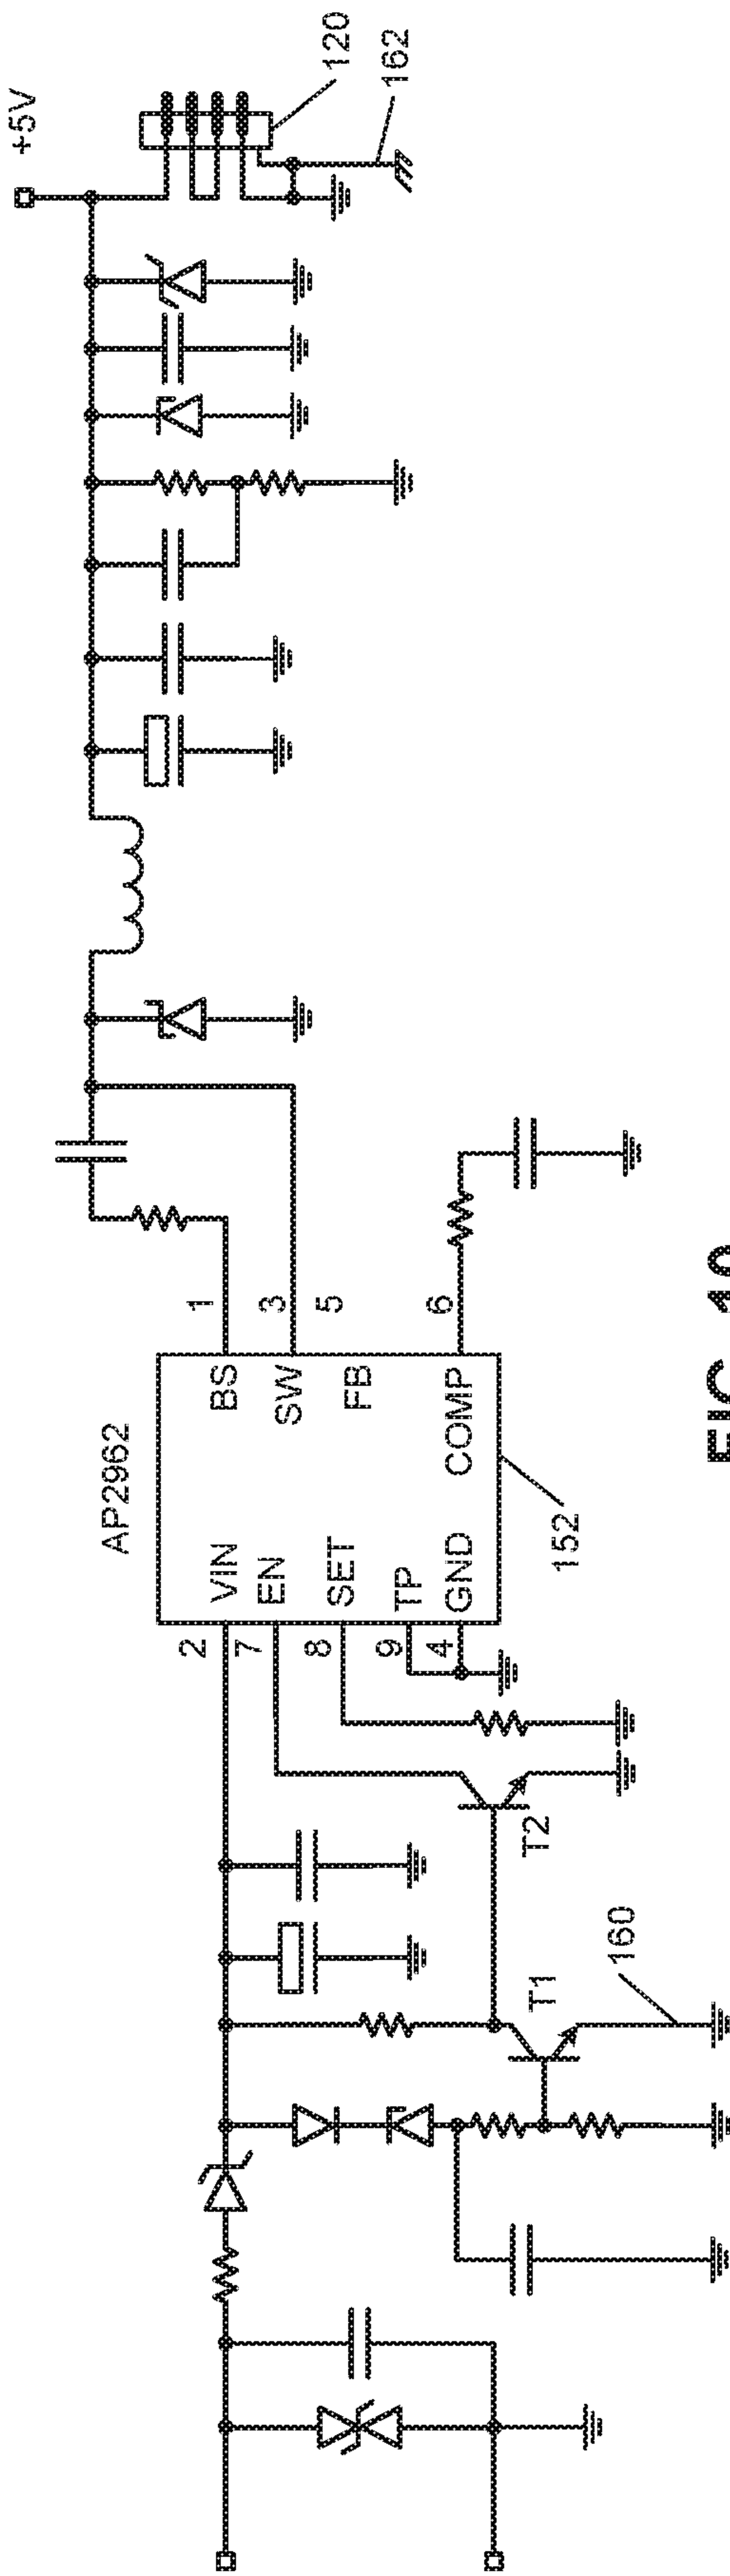 +5V
120
162
AP2962
2 VIN BS 1
7 EN SW 3
8 SET FB 5
9 TP
4 GND COMP 6
152
T2
T1
160